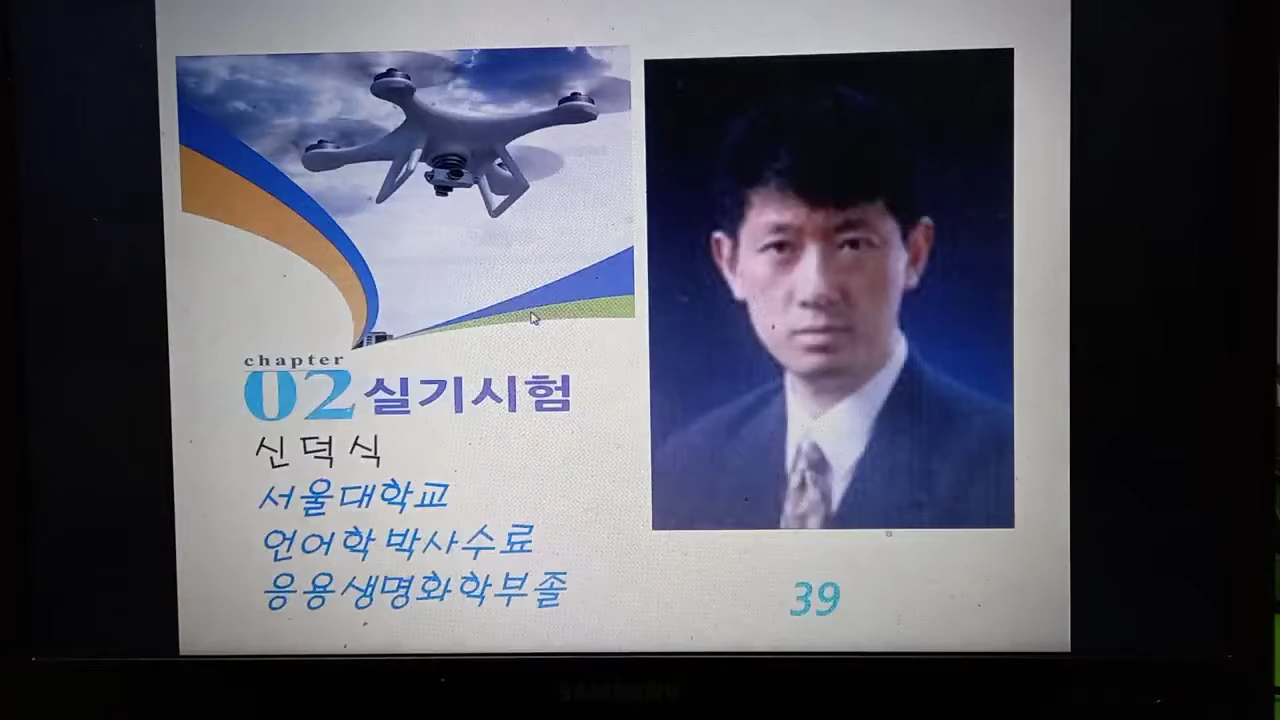 chapter
02 실기시험
신덕식
서울대학교
언어학박사수료
응용생명화학부졸
39
SAMSUNG